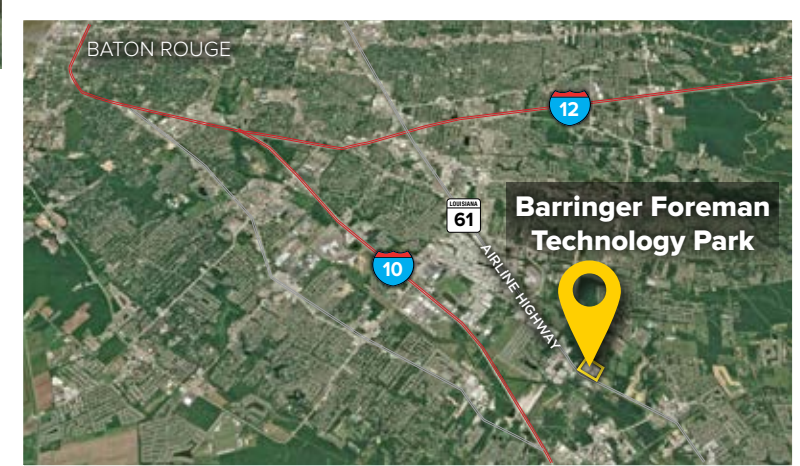 BATON ROUGE
12
LOUISIANA
61
Barringer Foreman
Technology Park
10
AIRLINE HIGHWAY